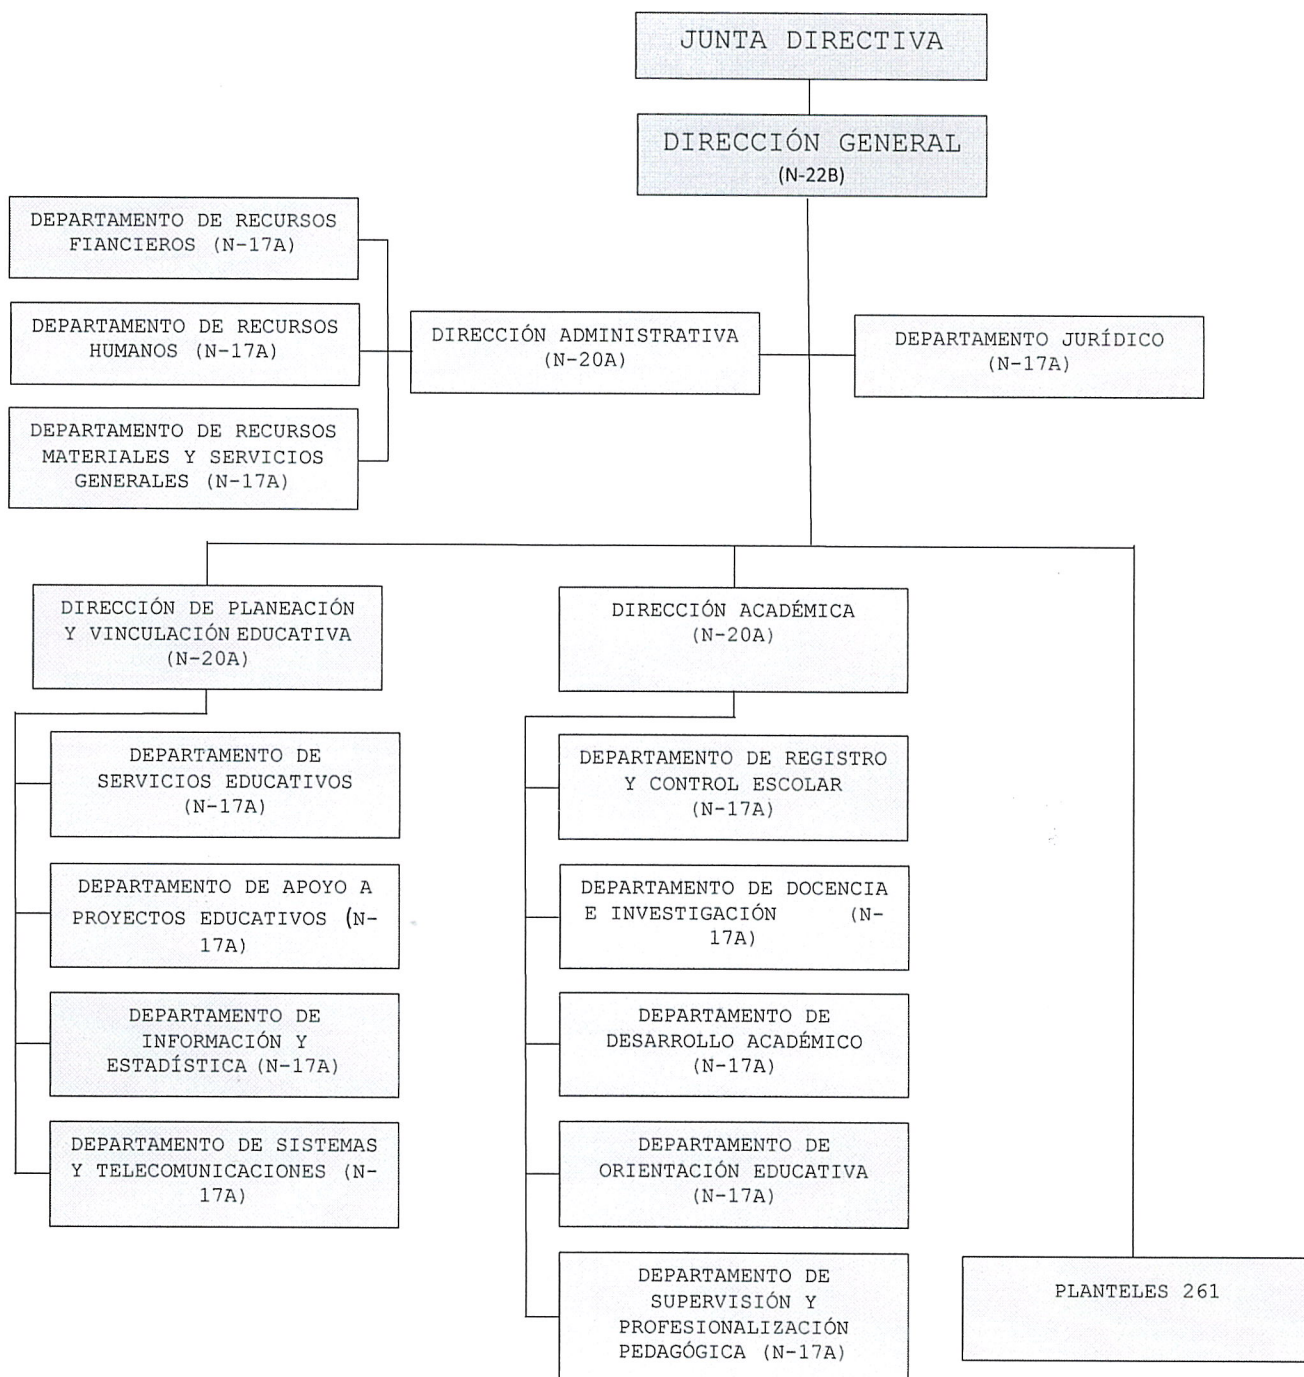 JUNTA DIRECTIVA
DIRECCIÓN GENERAL
(N-22B)
DEPARTAMENTO DE RECURSOS
FIANCIEROS (N-17A)
DEPARTAMENTO DE RECURSOS
HUMANOS (N-17A)
DIRECCIÓN ADMINISTRATIVA
(N-20A)
DEPARTAMENTO JURÍDICO
(N-17A)
DEPARTAMENTO DE RECURSOS
MATERIALES Y SERVICIOS
GENERALES (N-17A)
DIRECCIÓN DE PLANEACIÓN
Y VINCULACIÓN EDUCATIVA
(N-20A)
DEPARTAMENTO DE
SERVICIOS EDUCATIVOS
(N-17A)
DEPARTAMENTO DE APOYO A
PROYECTOS EDUCATIVOS (N-
17A)
DEPARTAMENTO DE
INFORMACIÓN Y
ESTADÍSTICA (N-17A)
DEPARTAMENTO DE SISTEMAS
Y TELECOMUNICACIONES (N-
17A)
DIRECCIÓN ACADÉMICA
(N-20A)
DEPARTAMENTO DE REGISTRO
Y CONTROL ESCOLAR
(N-17A)
DEPARTAMENTO DE DOCENCIA
E INVESTIGACIÓN (N-
17A)
DEPARTAMENTO DE
DESARROLLO ACADÉMICO
(N-17A)
DEPARTAMENTO DE
ORIENTACIÓN EDUCATIVA
(N-17A)
DEPARTAMENTO DE
SUPERVISIÓN Y
PROFESIONALIZACIÓN
PEDAGÓGICA (N-17A)
PLANTELES 261